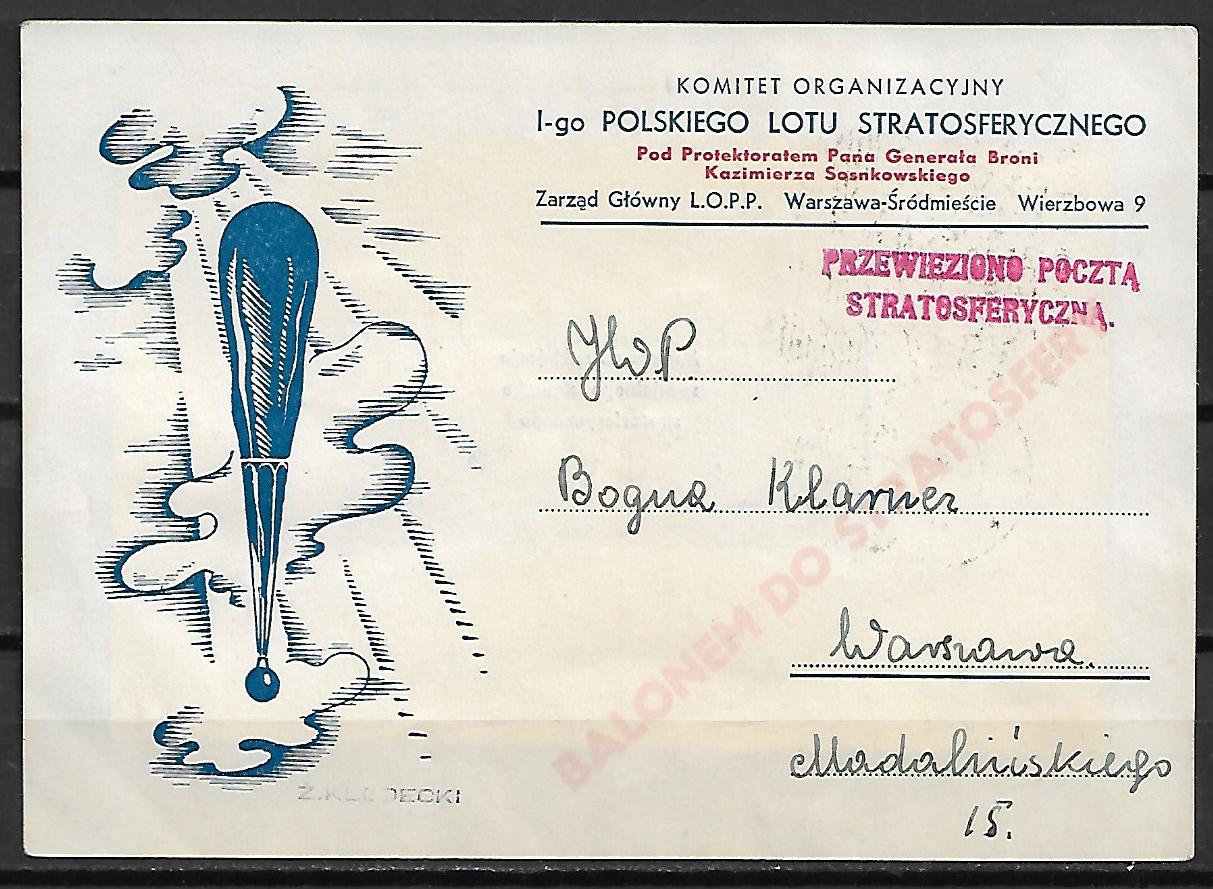 KOMITET ORGANIZACYJNY
I-go POLSKIEGO LOTU STRATOSFERYCZNEGO
Pod Protektoratem Pana Generała Broni
Kazimierza Sosnkowskiego
Zarząd Główny L.O.P.P. Warszawa-Śródmieście Wierzbowa 9
PRZEWIEZIONO POCZTĄ
STRATOSFERYCZNĄ.
JWP
Bogna Klarner
Warszawa.
Madalińskiego
15.
BALONEM DO STRATOSFERY